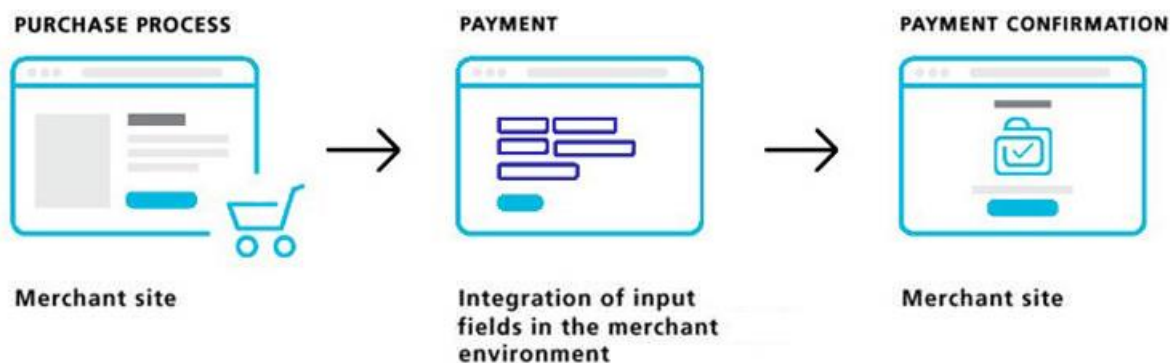 PURCHASE PROCESS
PAYMENT
PAYMENT CONFIRMATION
Merchant site
Integration of input
fields in the merchant
environment
Merchant site